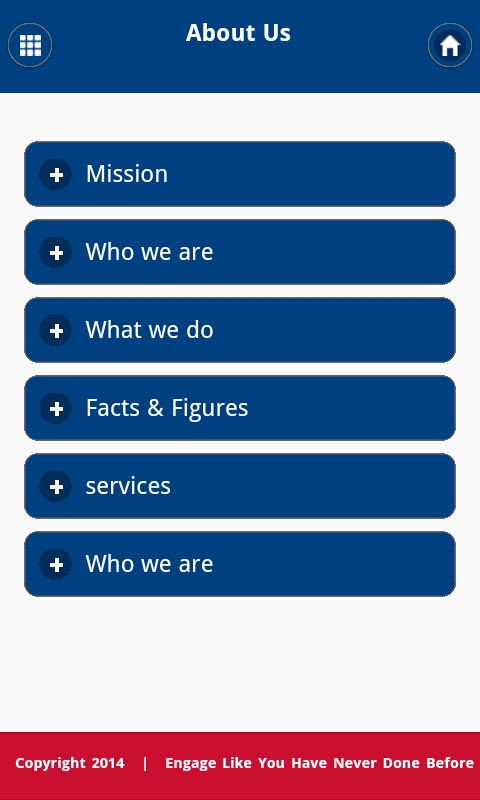 About Us
Mission
Who we are
What we do
Facts & Figures
services
Who we are
Copyright 2014 | Engage Like You Have Never Done Before